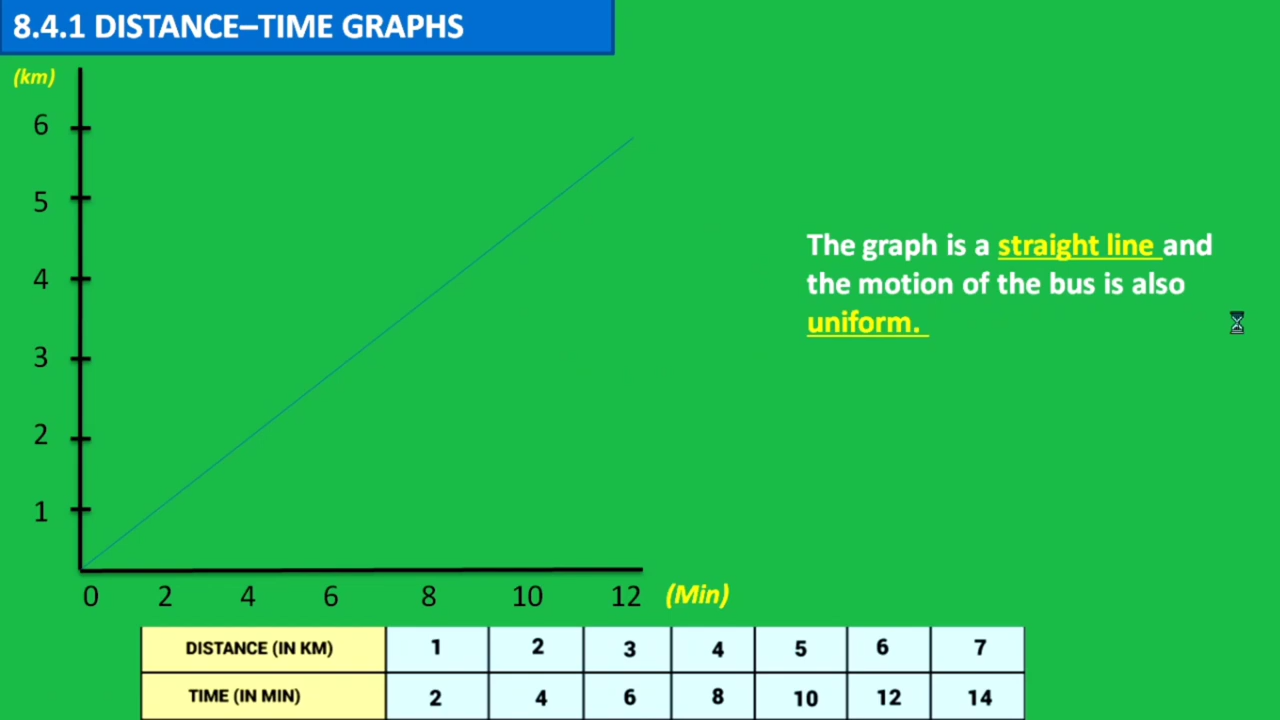 8.4.1 DISTANCE–TIME GRAPHS
(km)
6
5
4
3
2
1
0 2 4 6 8 10 12 (Min)
The graph is a straight line and
the motion of the bus is also
uniform.
DISTANCE (IN KM) 1 2 3 4 5 6 7
TIME (IN MIN) 2 4 6 8 10 12 14